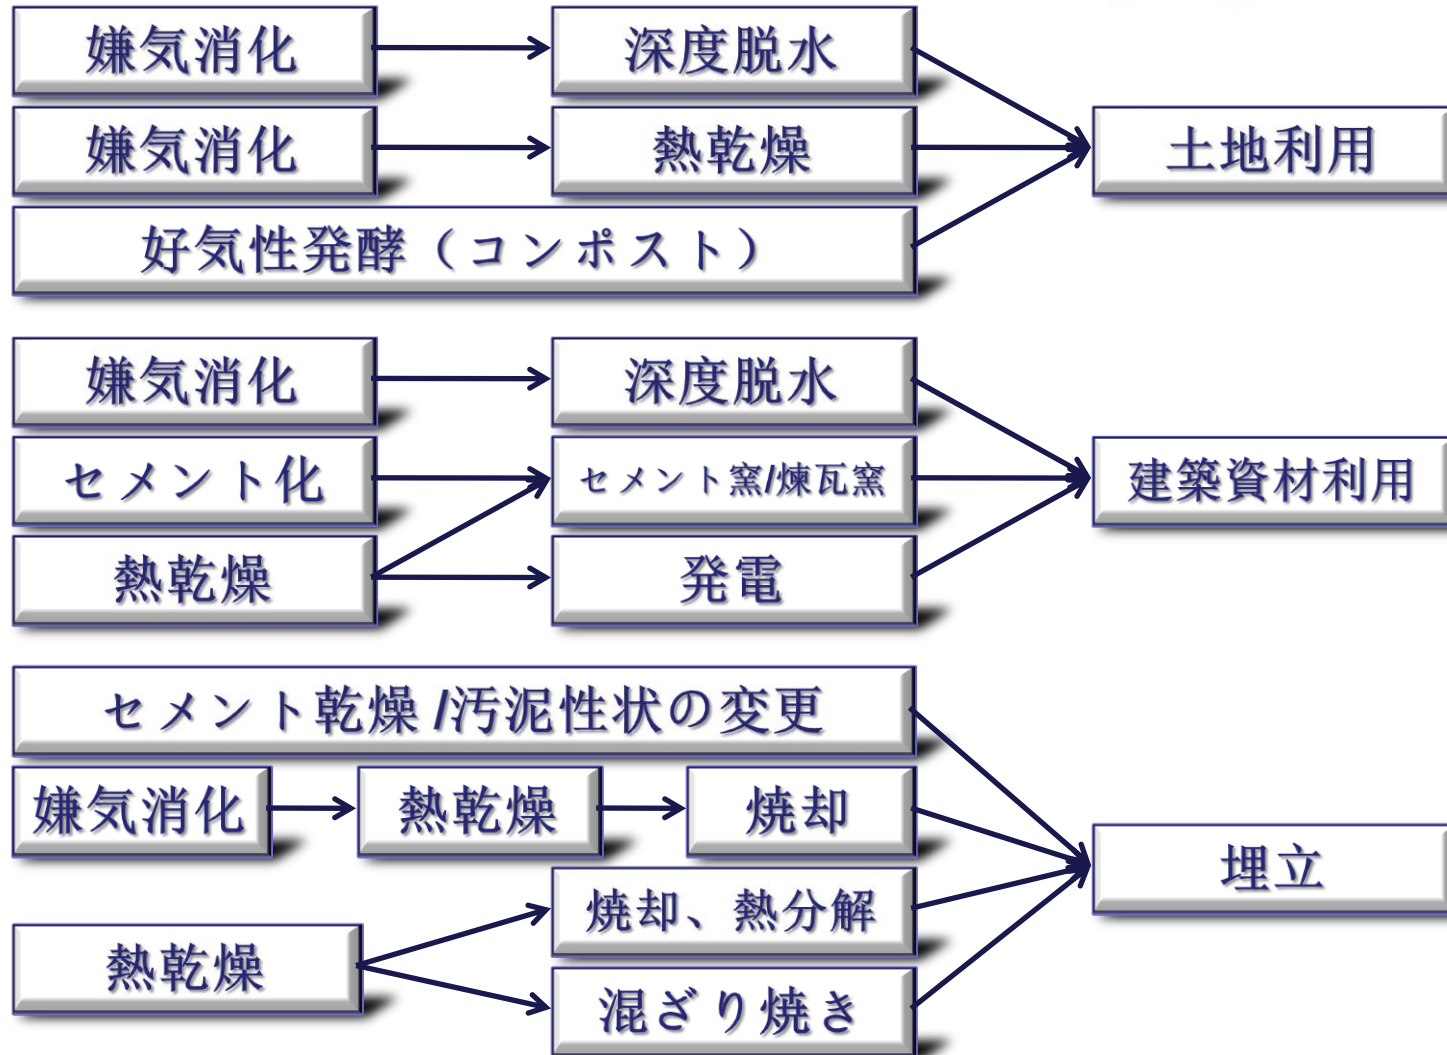 嫌気消化
深度脱水
嫌気消化
熱乾燥
土地利用
好気性発酵（コンポスト）
嫌気消化
深度脱水
セメント化
セメント窯/煉瓦窯
建築資材利用
熱乾燥
発電
セメント乾燥/汚泥性状の変更
嫌気消化
熱乾燥
焼却
埋立
焼却、熱分解
熱乾燥
混ざり焼き